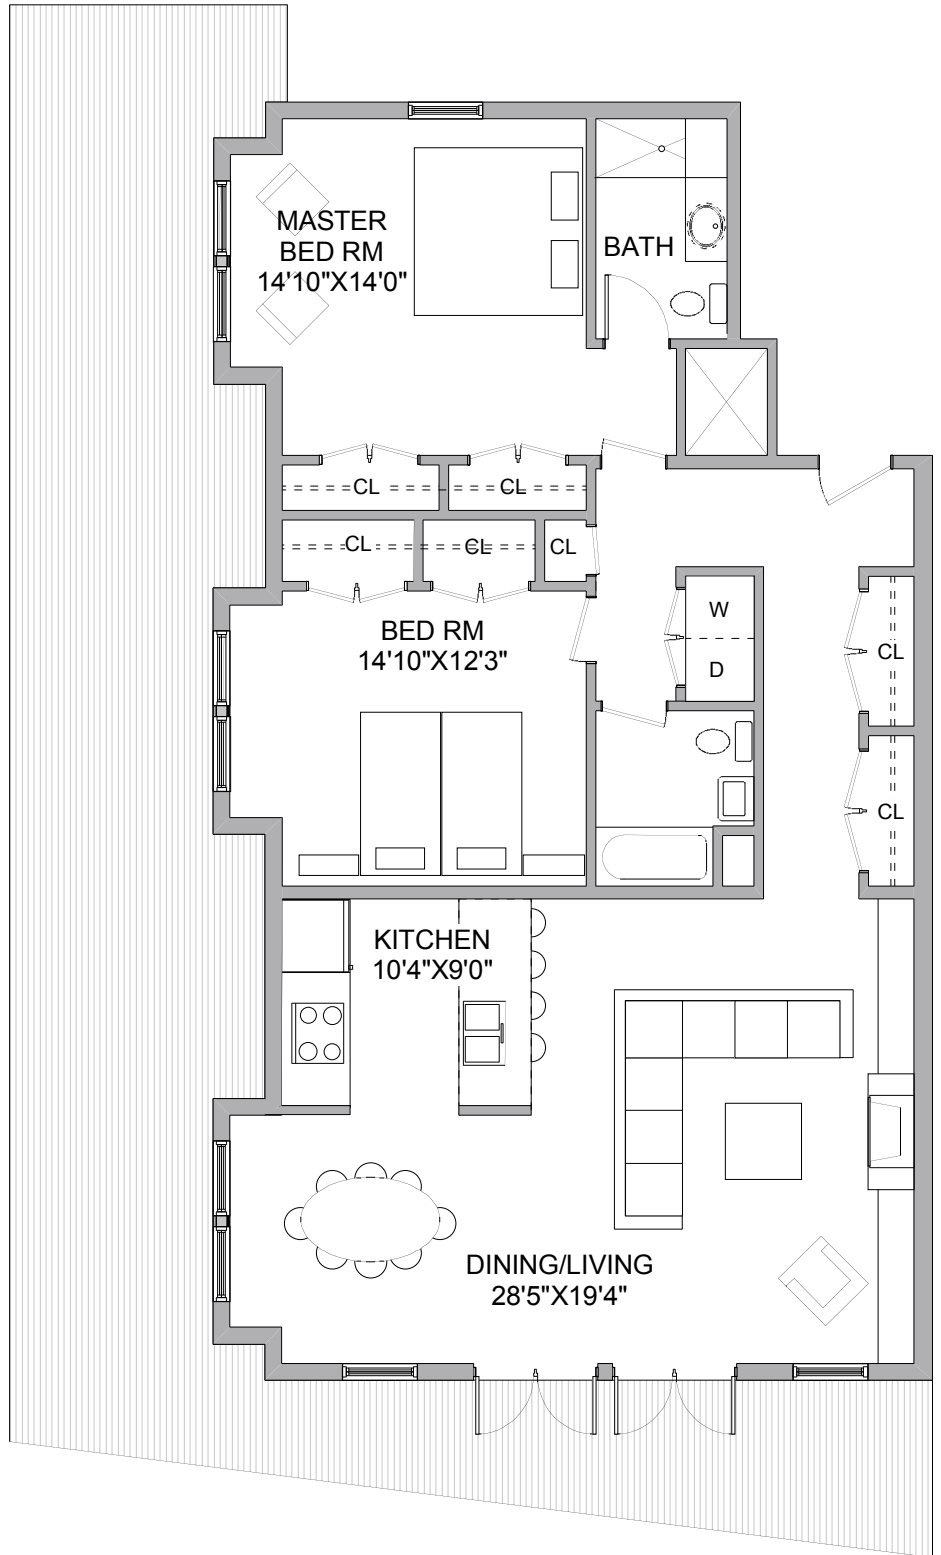 MASTER
BED RM
14'10"X14'0"
BATH
CL
CL
CL
CL
CL
BED RM
14'10"X12'3"
W
D
CL
CL
KITCHEN
10'4"X9'0"
DINING/LIVING
28'5"X19'4"